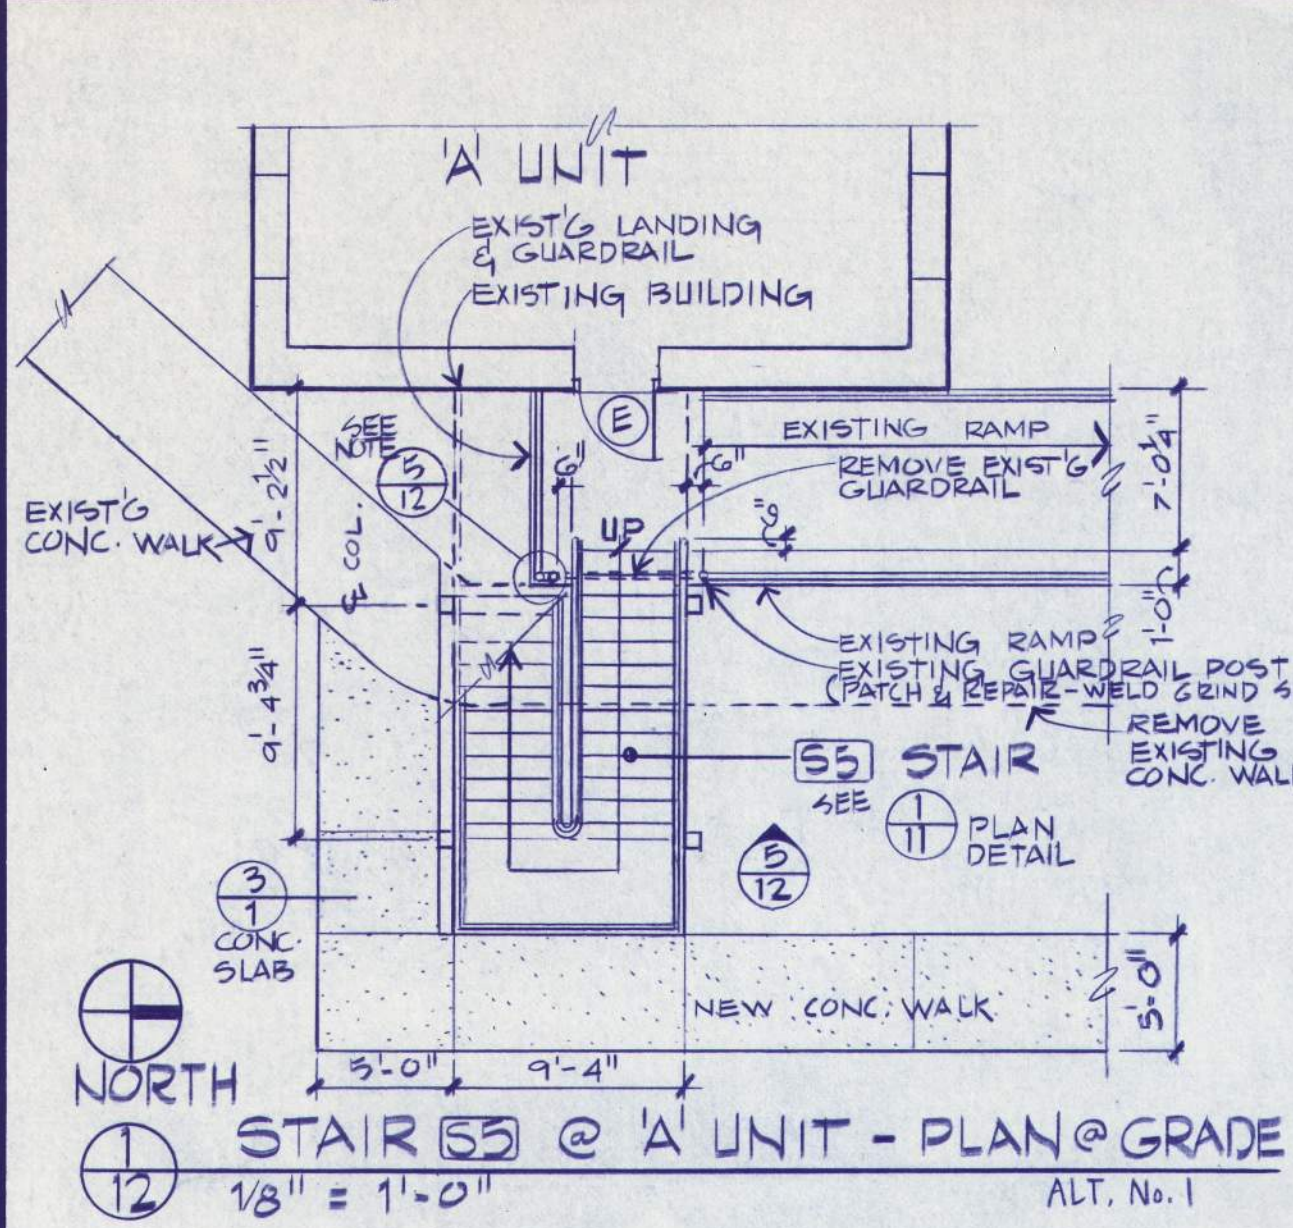 'A' UNIT
EXIST'G LANDING
& GUARDRAIL
EXISTING BUILDING
SEE
NOTE
5
12
E
EXISTING RAMP
6"
6"
REMOVE EXIST'G
GUARDRAIL
7'-0¼"
9'-2½"
EXIST'G
CONC. WALK
℄ COL.
UP
6"
1'-0"
EXISTING RAMP
EXISTING GUARDRAIL POST
(PATCH & REPAIR-WELD GRIND S
REMOVE
EXISTING
CONC. WAL
9'-4¾"
S5 STAIR
SEE
1
11
PLAN
DETAIL
5
12
3
1
CONC.
SLAB
NEW CONC. WALK
5'-0"
5'-0"
9'-4"
NORTH
1
12
STAIR S5 @ 'A' UNIT - PLAN @ GRADE
1/8" = 1'-0"
ALT. No. 1